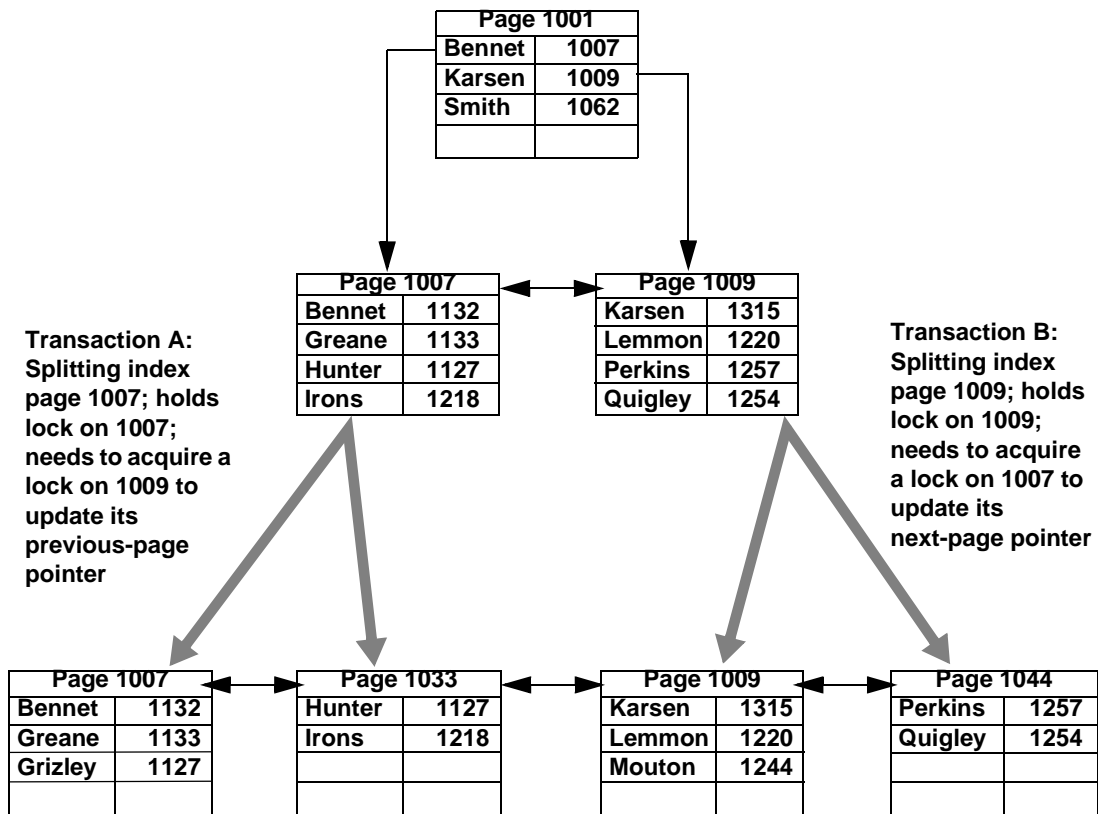 Page 1001
Bennet 1007
Karsen 1009
Smith 1062
Page 1007
Bennet 1132
Greane 1133
Hunter 1127
Irons 1218
Page 1009
Karsen 1315
Lemmon 1220
Perkins 1257
Quigley 1254
Transaction A:
Splitting index
page 1007; holds
lock on 1007;
needs to acquire a
lock on 1009 to
update its
previous-page
pointer
Transaction B:
Splitting index
page 1009; holds
lock on 1009;
needs to acquire
a lock on 1007 to
update its
next-page pointer
Page 1007
Bennet 1132
Greane 1133
Grizley 1127
Page 1033
Hunter 1127
Irons 1218
Page 1009
Karsen 1315
Lemmon 1220
Mouton 1244
Page 1044
Perkins 1257
Quigley 1254